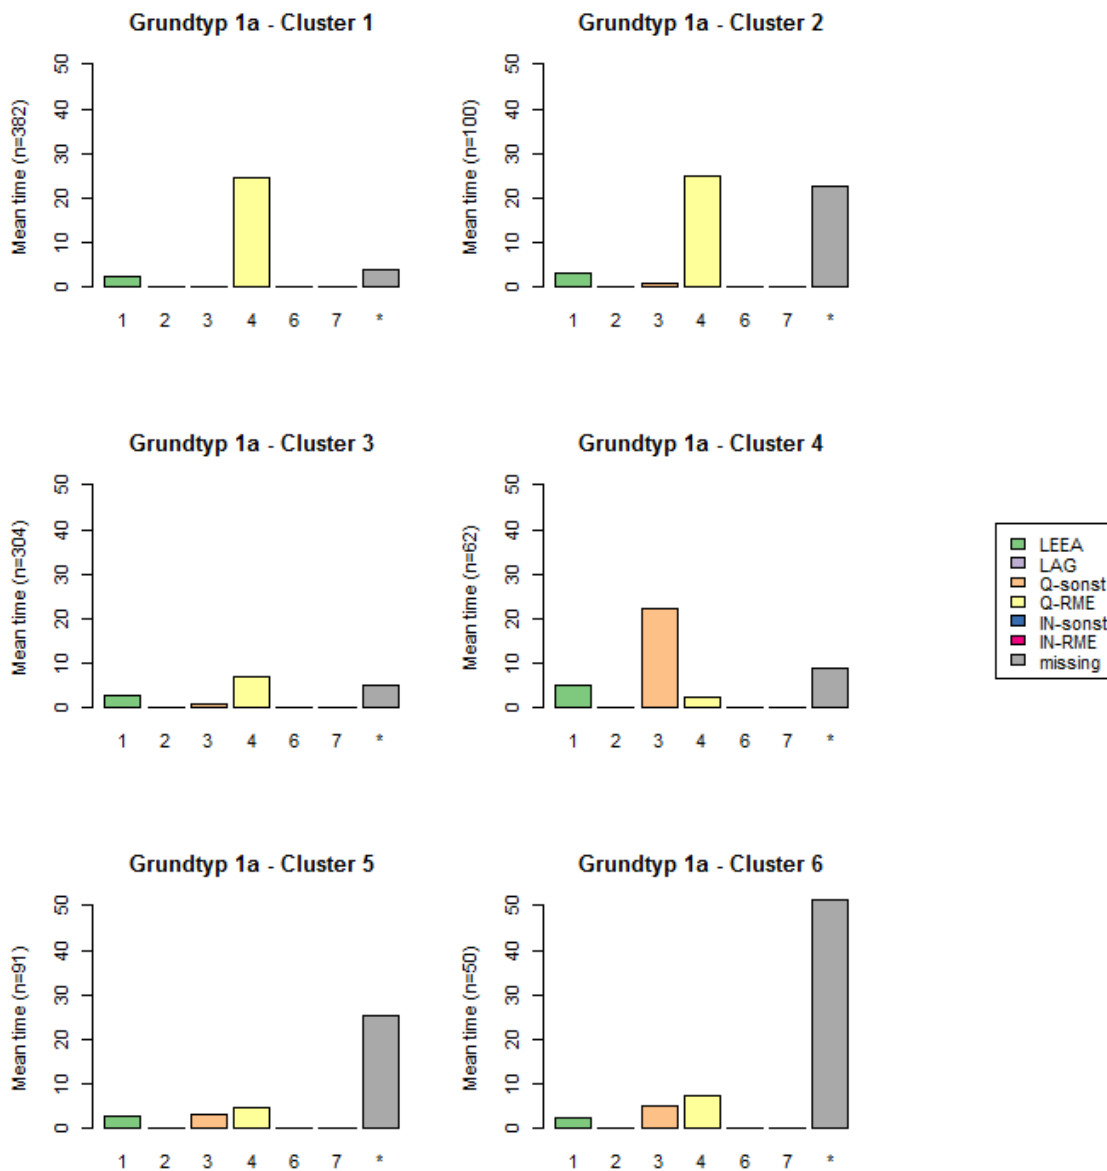 Grundtyp 1a - Cluster 1
Mean time (n=382)
50
40
30
20
10
0
1 2 3 4 6 7 *
Grundtyp 1a - Cluster 2
Mean time (n=100)
50
40
30
20
10
0
1 2 3 4 6 7 *
Grundtyp 1a - Cluster 3
Mean time (n=304)
50
40
30
20
10
0
1 2 3 4 6 7 *
Grundtyp 1a - Cluster 4
Mean time (n=62)
50
40
30
20
10
0
1 2 3 4 6 7 *
LEEA
LAG
Q-sonst
Q-RME
IN-sonst
IN-RME
missing
Grundtyp 1a - Cluster 5
Mean time (n=91)
50
40
30
20
10
0
1 2 3 4 6 7 *
Grundtyp 1a - Cluster 6
Mean time (n=50)
50
40
30
20
10
0
1 2 3 4 6 7 *